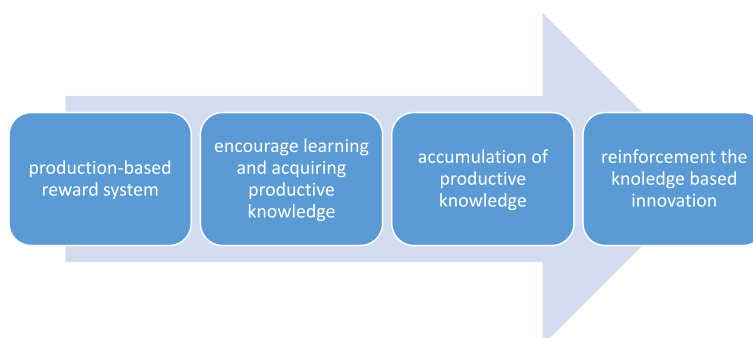 production-based
reward system
encourage learning
and acquiring
productive
knowledge
accumulation of
productive
knowledge
reinforcement the
knoledge based
innovation